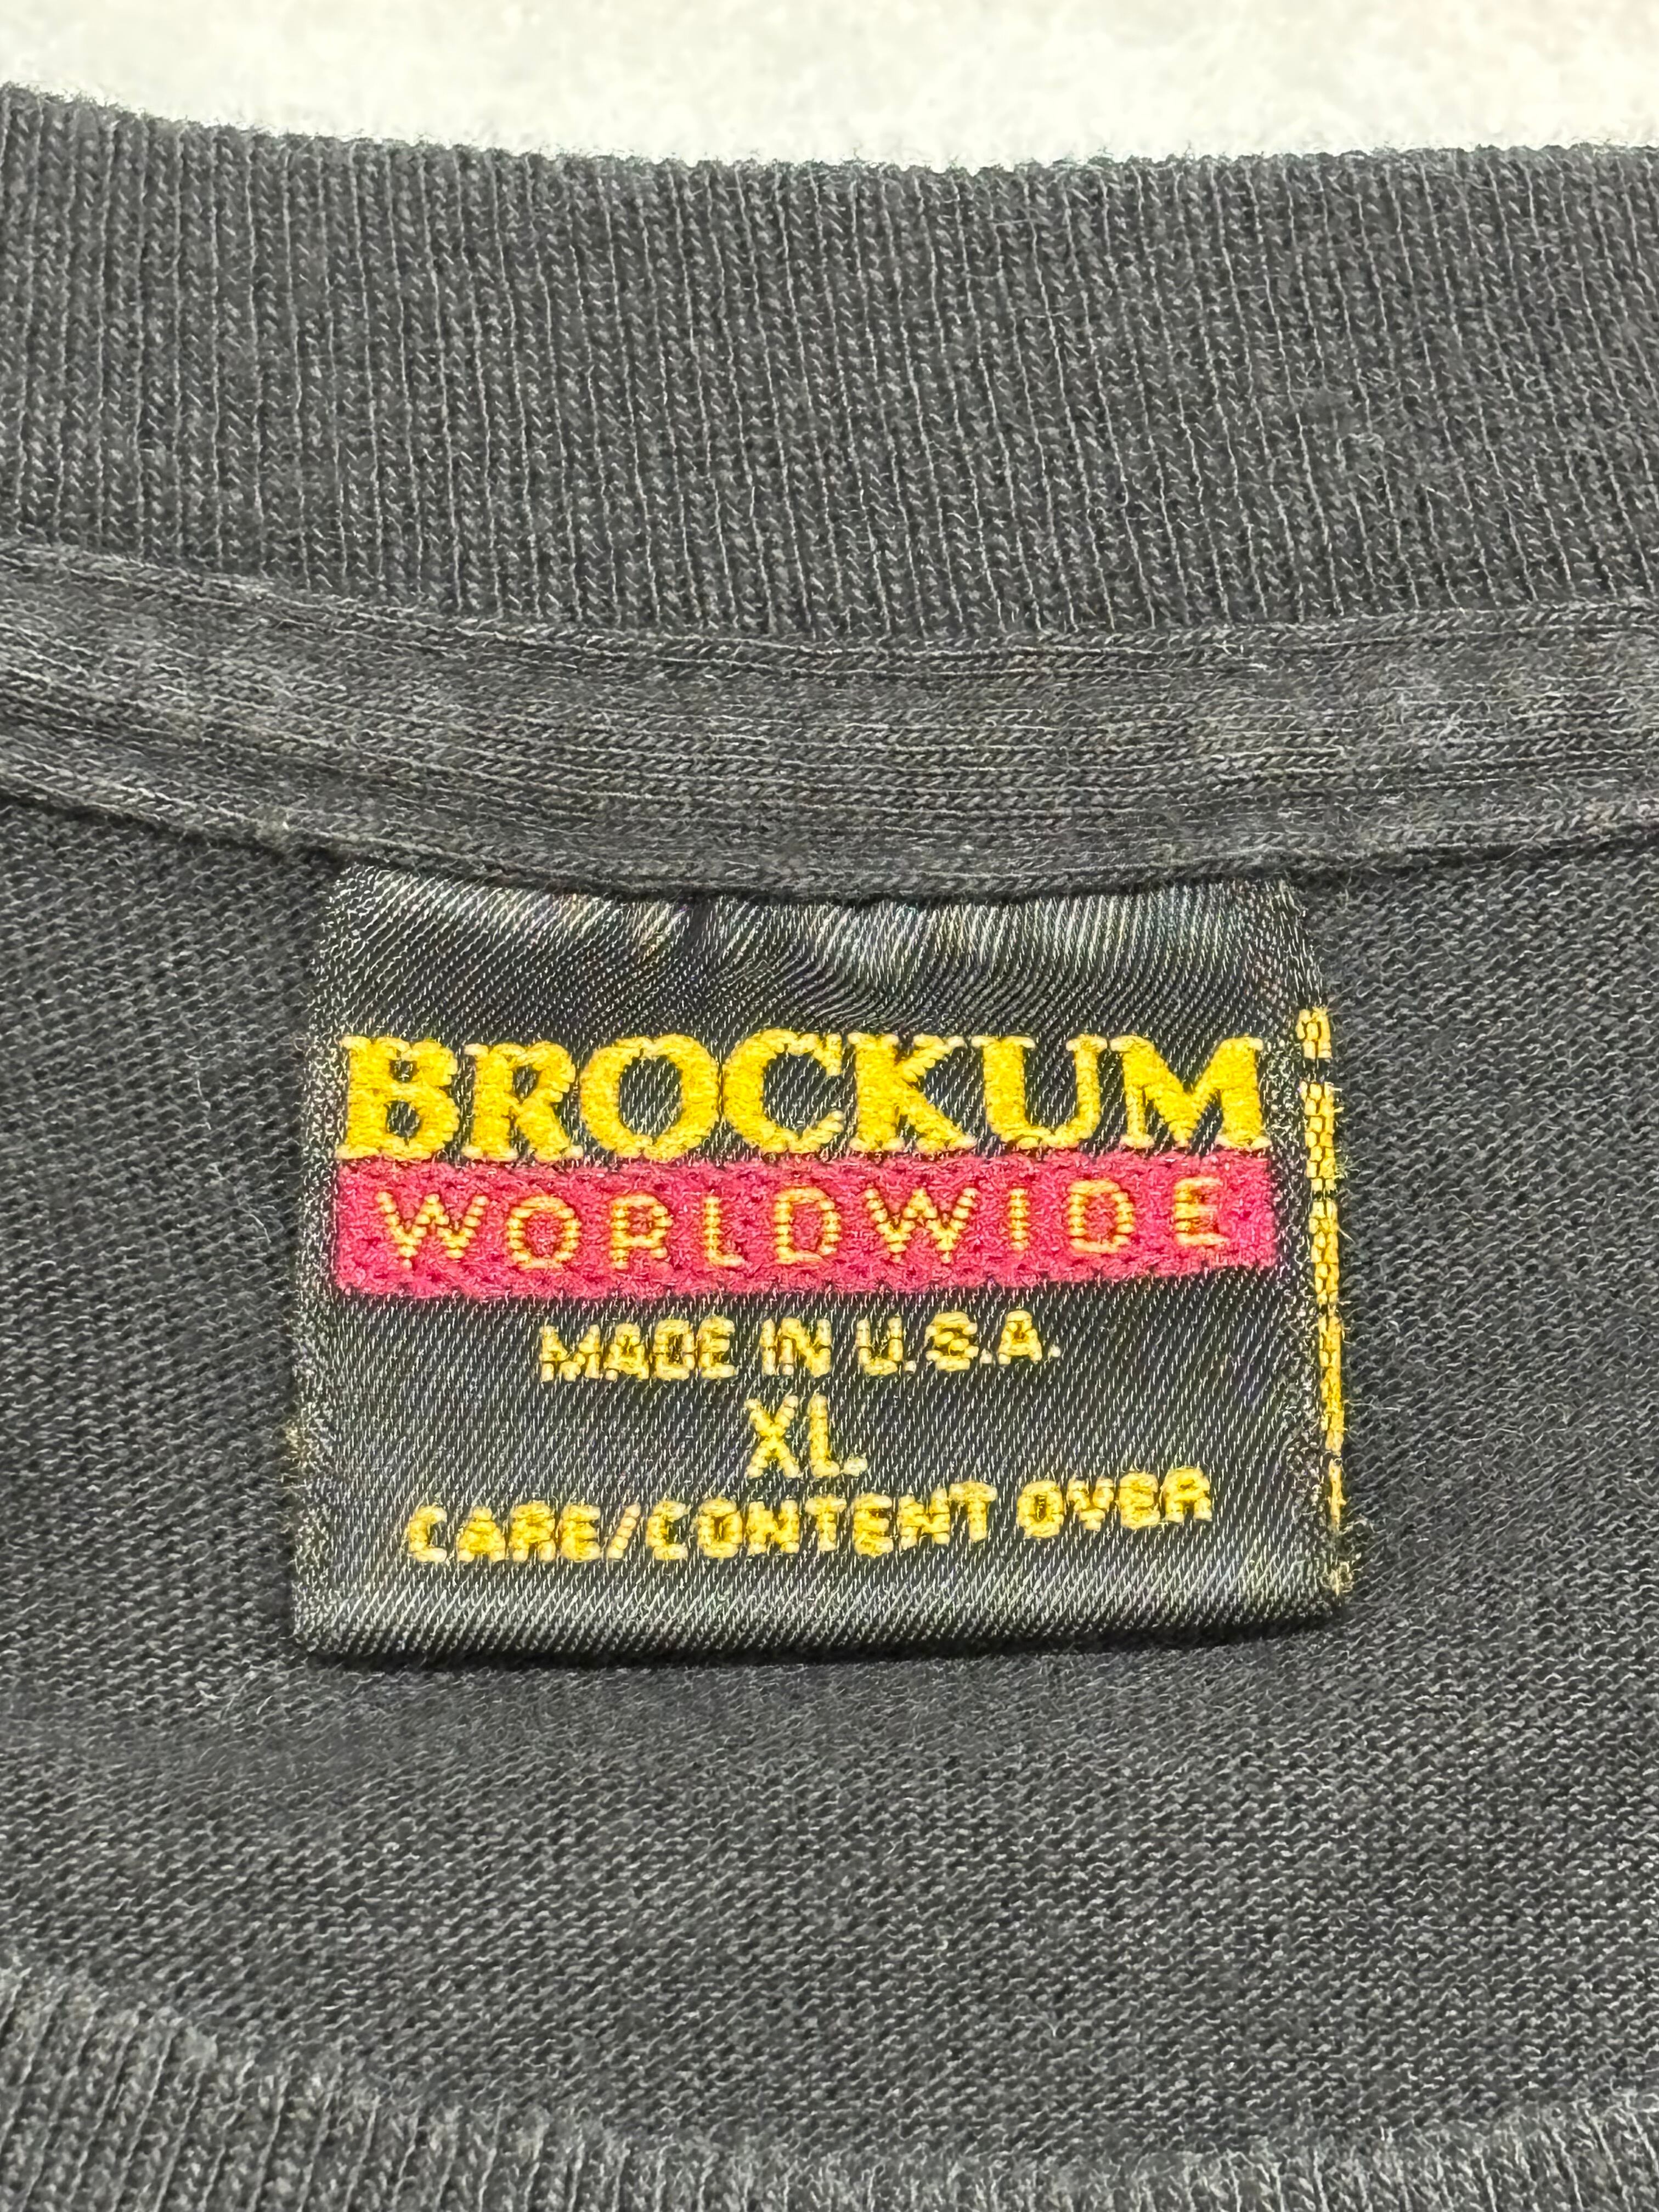 BROCKUM
WORLDWIDE
MADE IN U.S.A.
XL
CARE/CONTENT OVER